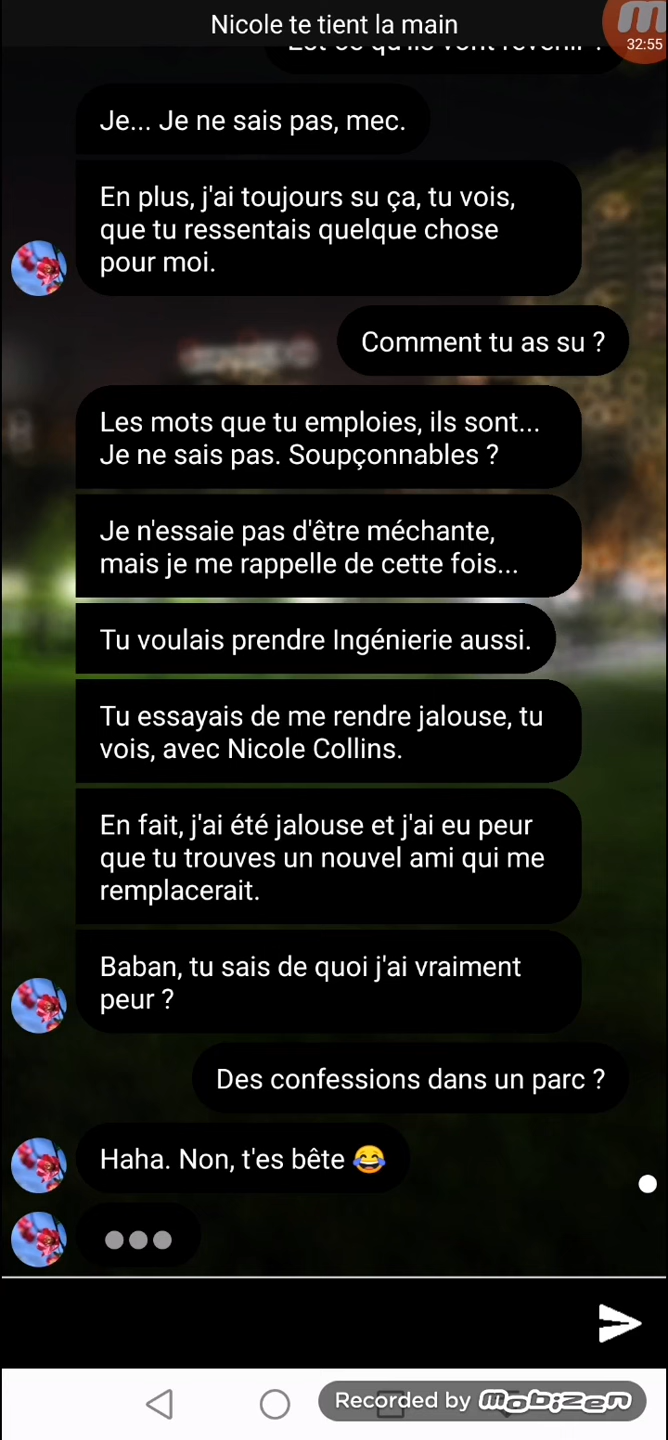 Nicole te tient la main
32:55
Je... Je ne sais pas, mec.
En plus, j'ai toujours su ça, tu vois,
que tu ressentais quelque chose
pour moi.
Comment tu as su ?
Les mots que tu emploies, ils sont...
Je ne sais pas. Soupçonnables ?
Je n'essaie pas d'être méchante,
mais je me rappelle de cette fois...
Tu voulais prendre Ingénierie aussi.
Tu essayais de me rendre jalouse, tu
vois, avec Nicole Collins.
En fait, j'ai été jalouse et j'ai eu peur
que tu trouves un nouvel ami qui me
remplacerait.
Baban, tu sais de quoi j'ai vraiment
peur ?
Des confessions dans un parc ?
Haha. Non, t'es bête 😂
Recorded by mobizen